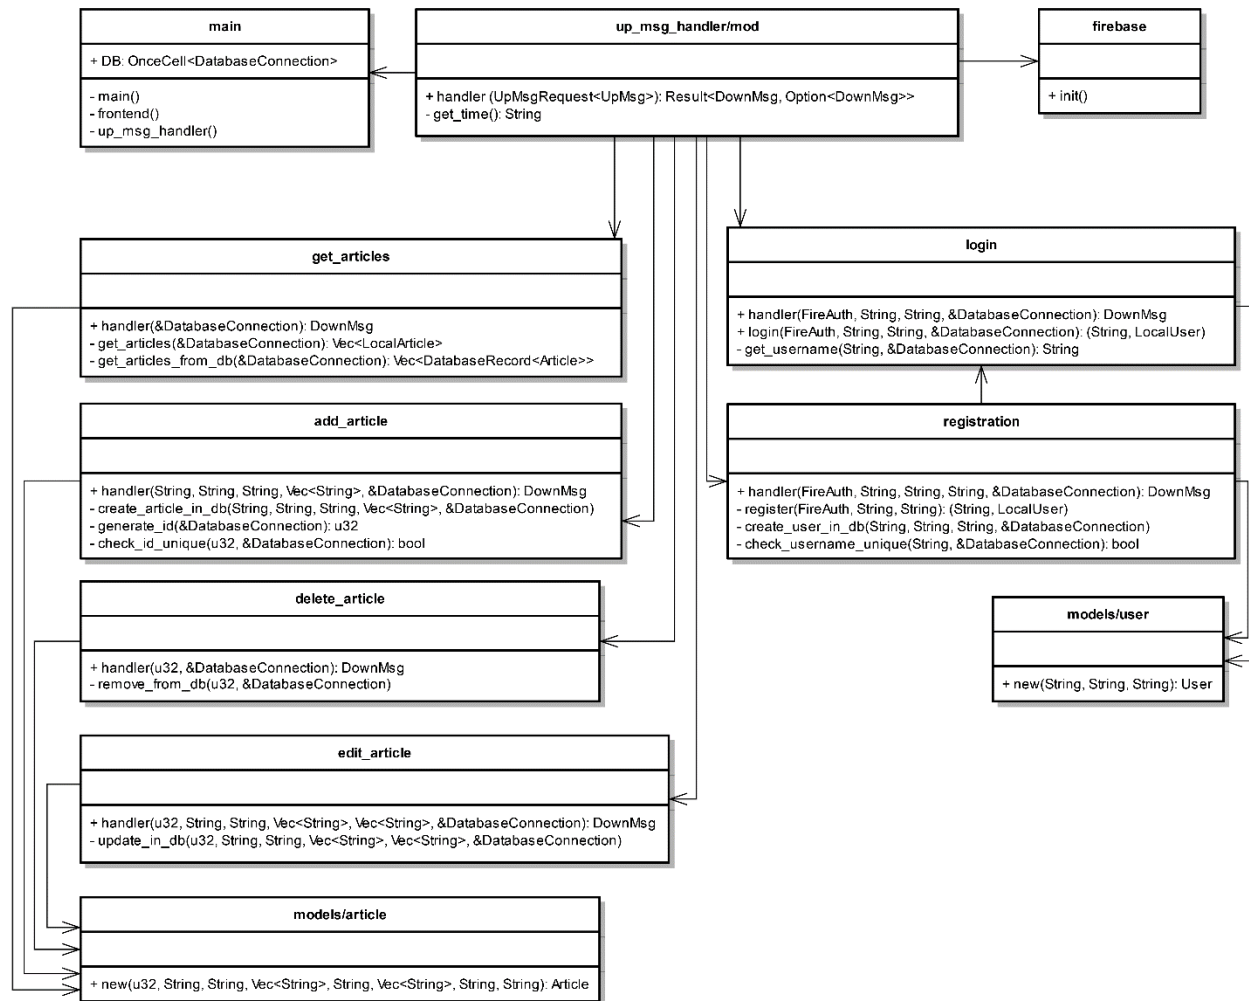 main
+ DB: OnceCell<DatabaseConnection>
- main()
- frontend()
- up_msg_handler()
up_msg_handler/mod
+ handler (UpMsgRequest<UpMsg>): Result<DownMsg, Option<DownMsg>>
- get_time(): String
firebase
+ init()
get_articles
+ handler(&DatabaseConnection): DownMsg
- get_articles(&DatabaseConnection): Vec<LocalArticle>
- get_articles_from_db(&DatabaseConnection): Vec<DatabaseRecord<Article>>
login
+ handler(FireAuth, String, String, &DatabaseConnection): DownMsg
+ login(FireAuth, String, String, &DatabaseConnection): (String, LocalUser)
- get_username(String, &DatabaseConnection): String
add_article
+ handler(String, String, String, Vec<String>, &DatabaseConnection): DownMsg
- create_article_in_db(String, String, String, Vec<String>, &DatabaseConnection)
- generate_id(&DatabaseConnection): u32
- check_id_unique(u32, &DatabaseConnection): bool
registration
+ handler(FireAuth, String, String, String, &DatabaseConnection): DownMsg
- register(FireAuth, String, String): (String, LocalUser)
- create_user_in_db(String, String, String, &DatabaseConnection)
- check_username_unique(String, &DatabaseConnection): bool
delete_article
+ handler(u32, &DatabaseConnection): DownMsg
- remove_from_db(u32, &DatabaseConnection)
models/user
+ new(String, String, String): User
edit_article
+ handler(u32, String, String, Vec<String>, Vec<String>, &DatabaseConnection): DownMsg
- update_in_db(u32, String, String, Vec<String>, Vec<String>, &DatabaseConnection)
models/article
+ new(u32, String, String, Vec<String>, String, Vec<String>, String, String): Article